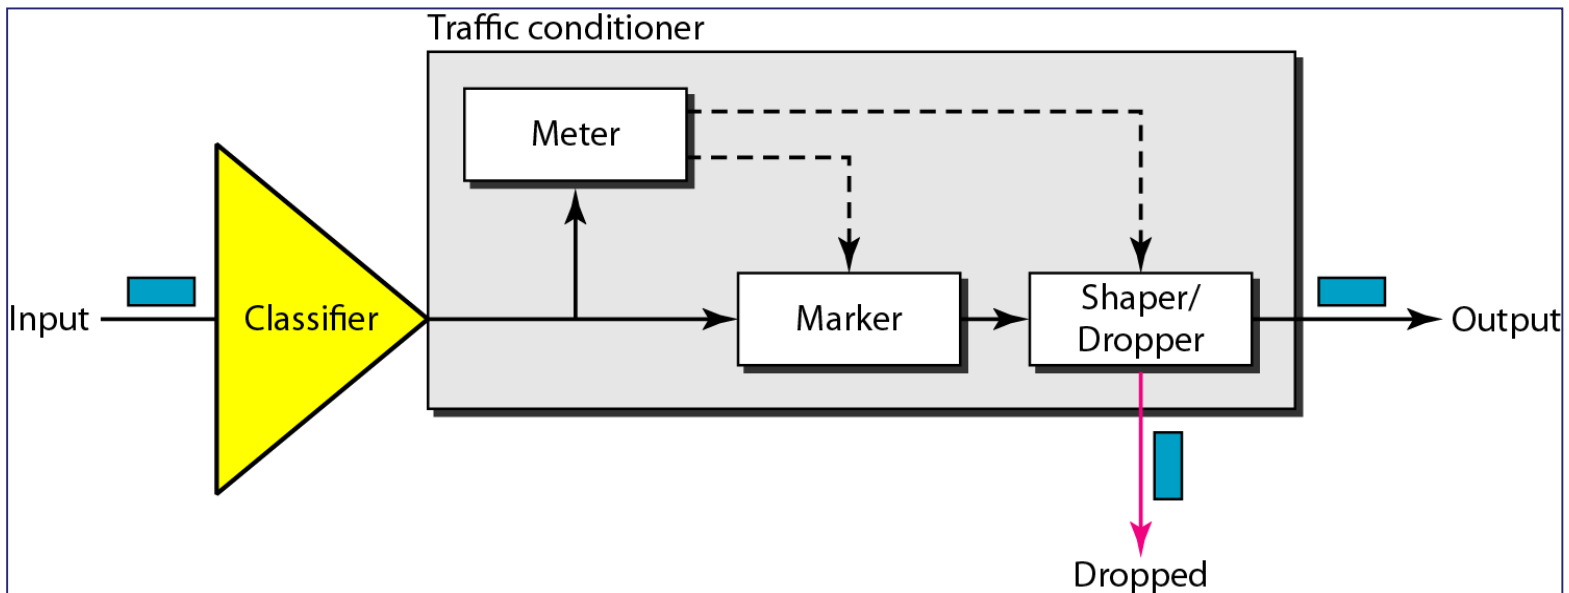 Traffic conditioner
Meter
Input
Classifier
Marker
Shaper/
Dropper
Output
Dropped